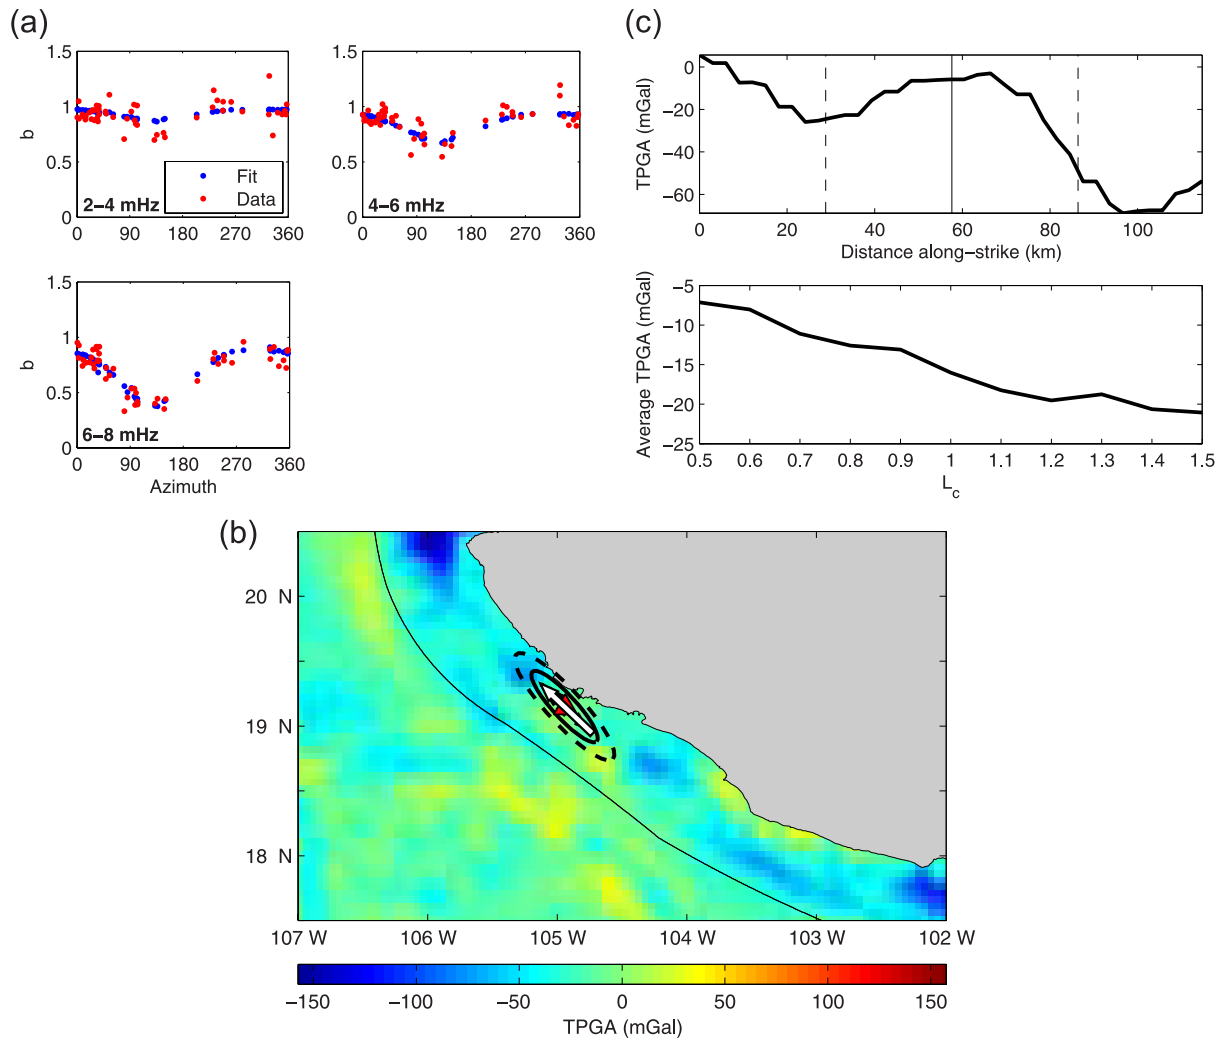 (a)
1.5
1
0.5
0
b
0 90 180 270 360
Fit
Data
2−4 mHz
1.5
1
0.5
0
0 90 180 270 360
4−6 mHz
1.5
1
0.5
0
b
0 90 180 270 360
6−8 mHz
Azimuth
(c)
0
−20
−40
−60
TPGA (mGal)
0 20 40 60 80 100
Distance along−strike (km)
−5
−10
−15
−20
−25
Average TPGA (mGal)
0.5 0.6 0.7 0.8 0.9 1 1.1 1.2 1.3 1.4 1.5
L_c
(b)
20 N
19 N
18 N
107 W 106 W 105 W 104 W 103 W 102 W
−150 −100 −50 0 50 100 150
TPGA (mGal)